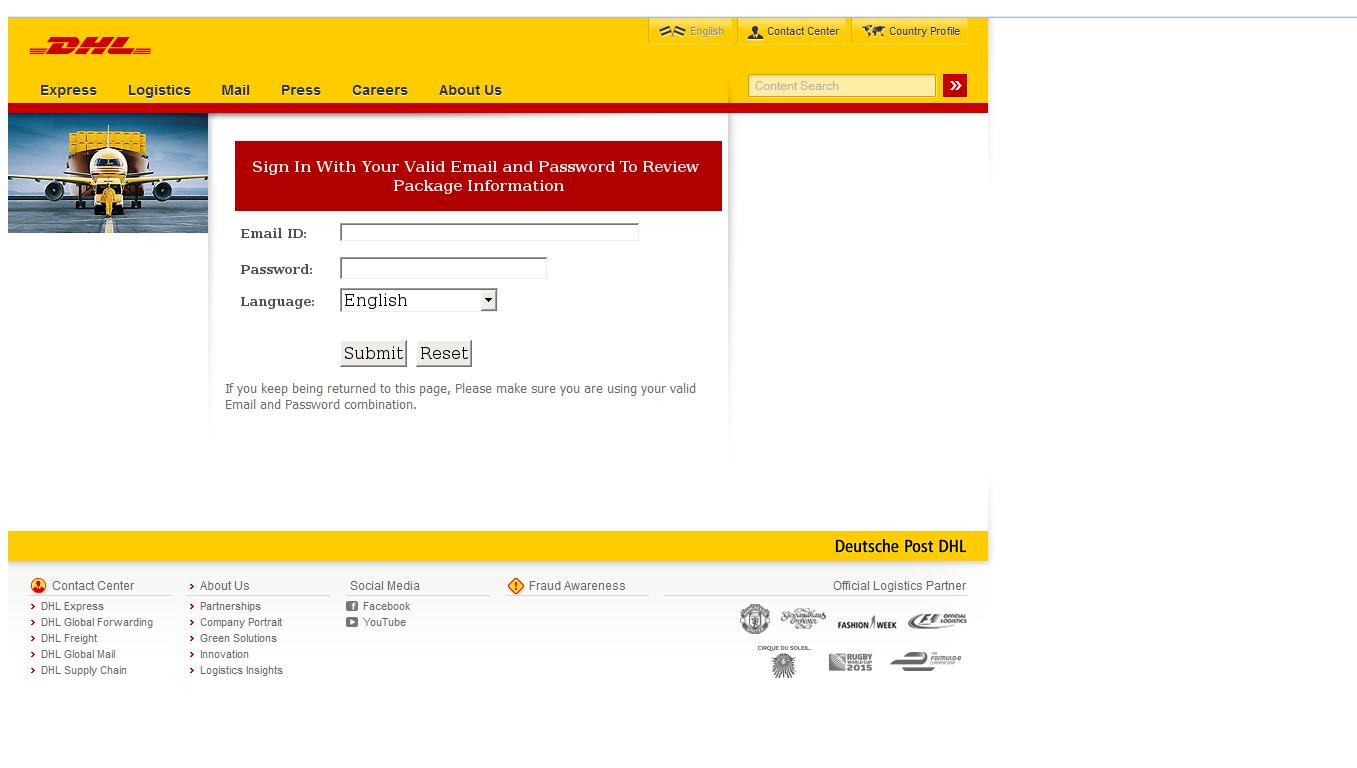 DHL
English
Contact Center
Country Profile
Express
Logistics
Mail
Press
Careers
About Us
Content Search
Sign In With Your Valid Email and Password To Review
Package Information
Email ID:
Password:
Language:
English
Submit
Reset
If you keep being returned to this page, Please make sure you are using your valid
Email and Password combination.
Deutsche Post DHL
Contact Center
DHL Express
DHL Global Forwarding
DHL Freight
DHL Global Mail
DHL Supply Chain
About Us
Partnerships
Company Portrait
Green Solutions
Innovation
Logistics Insights
Social Media
Facebook
YouTube
Fraud Awareness
Official Logistics Partner
Gewandhaus
Orchester
FASHION WEEK
OFFICIAL
LOGISTICS
CIRQUE DU SOLEIL.
RUGBY
WORLD CUP
2015
FORMULA-E
CHAMPIONSHIP